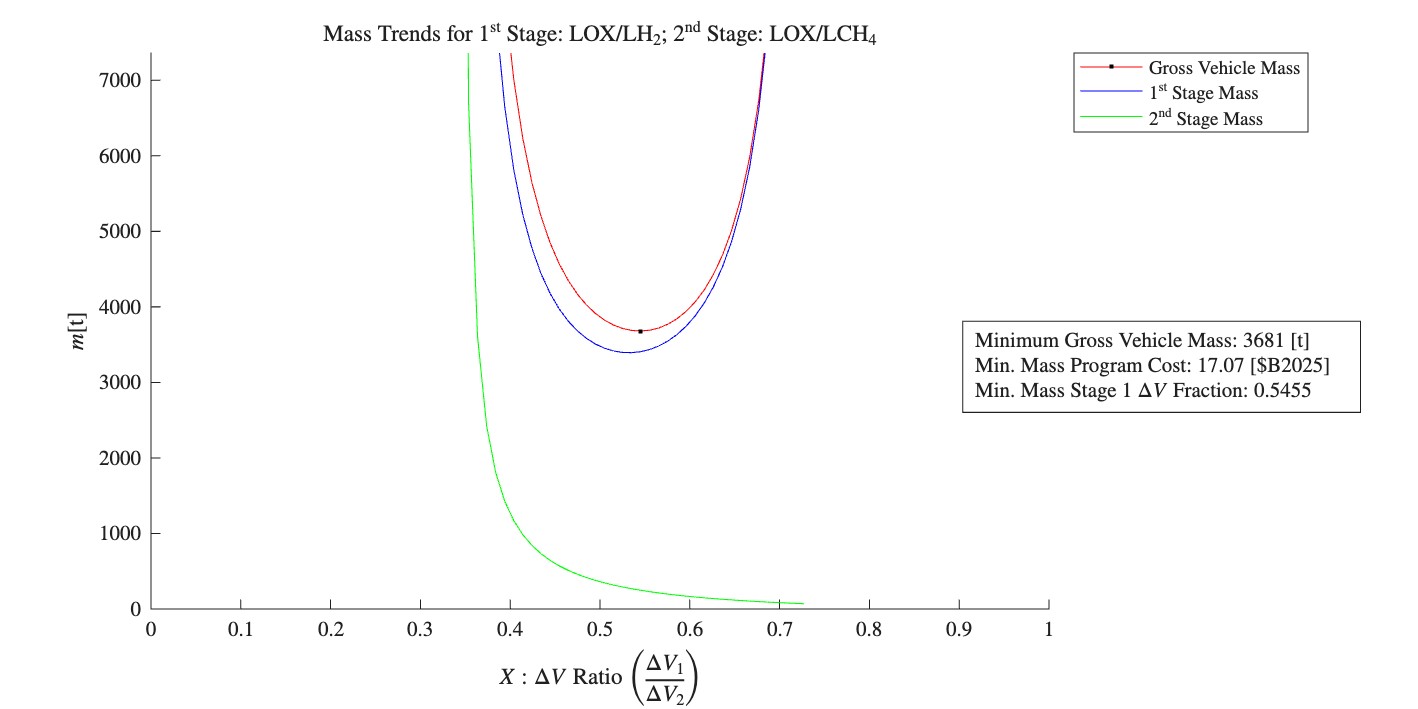 Mass Trends for 1st Stage: LOX/LH2; 2nd Stage: LOX/LCH4
Gross Vehicle Mass
1st Stage Mass
2nd Stage Mass
7000
6000
5000
4000
3000
2000
1000
0
m[t]
Minimum Gross Vehicle Mass: 3681 [t]
Min. Mass Program Cost: 17.07 [$B2025]
Min. Mass Stage 1 ΔV Fraction: 0.5455
0 0.1 0.2 0.3 0.4 0.5 0.6 0.7 0.8 0.9 1
X : ΔV Ratio (ΔV1/ΔV2)